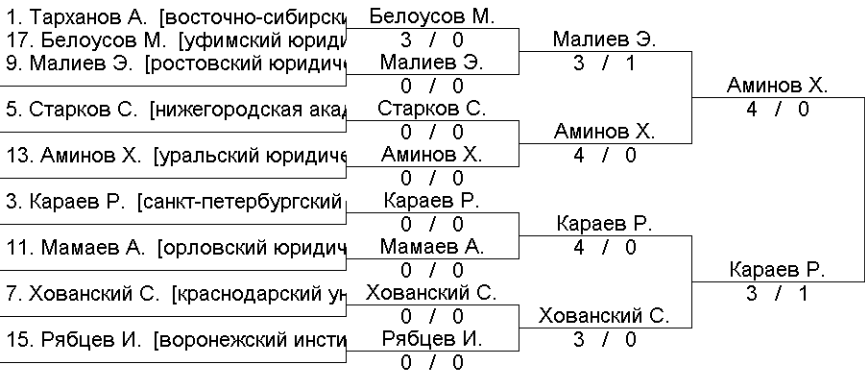 1. Тарханов А. [восточно-сибирски
17. Белоусов М. [уфимский юриди
9. Малиев Э. [ростовский юридиче
5. Старков С. [нижегородская ака
13. Аминов Х. [уральский юридиче
3. Караев Р. [санкт-петербургский
11. Мамаев А. [орловский юридич
7. Хованский С. [краснодарский ун
15. Рябцев И. [воронежский инсти
Белоусов М.
3 / 0
Малиев Э.
0 / 0
Старков С.
0 / 0
Аминов Х.
0 / 0
Караев Р.
0 / 0
Мамаев А.
0 / 0
Хованский С.
0 / 0
Рябцев И.
0 / 0
Малиев Э.
3 / 1
Аминов Х.
4 / 0
Караев Р.
4 / 0
Хованский С.
3 / 0
Аминов Х.
4 / 0
Караев Р.
3 / 1